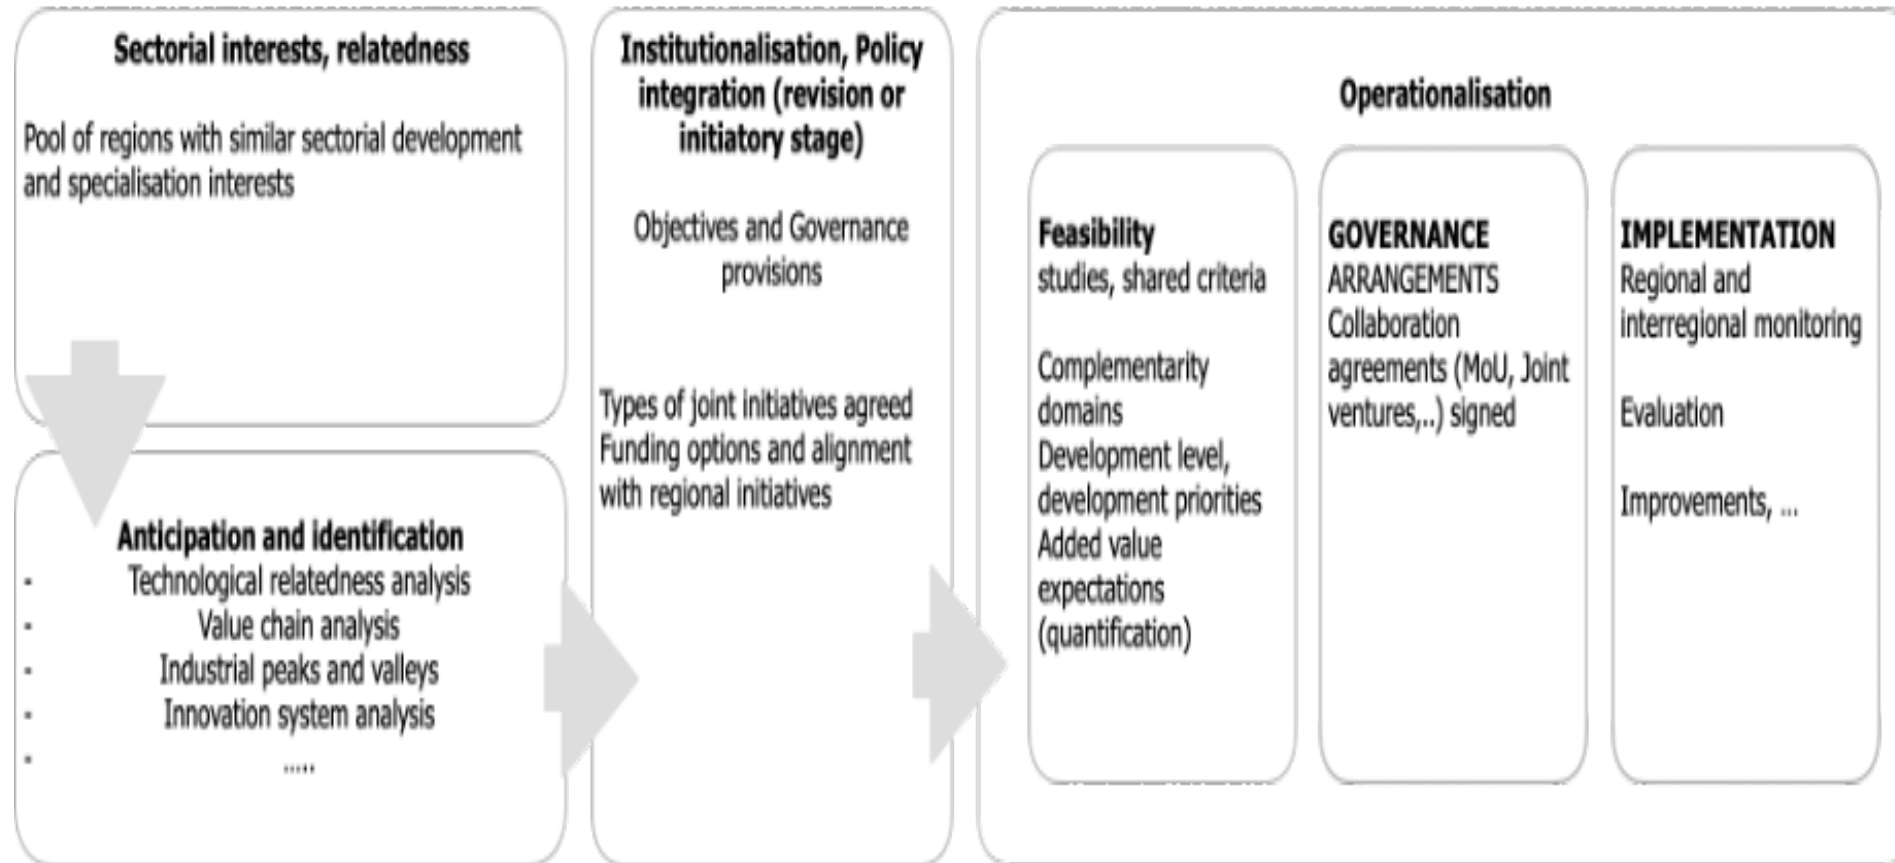 Sectorial interests, relatedness
Pool of regions with similar sectorial development
and specialisation interests
Anticipation and identification
- Technological relatedness analysis
- Value chain analysis
- Industrial peaks and valleys
- Innovation system analysis
- .....
Institutionalisation, Policy
integration (revision or
initiatory stage)
Objectives and Governance
provisions
Types of joint initiatives agreed
Funding options and alignment
with regional initiatives
Operationalisation
Feasibility
studies, shared criteria
Complementarity
domains
Development level,
development priorities
Added value
expectations
(quantification)
GOVERNANCE
ARRANGEMENTS
Collaboration
agreements (MoU, Joint
ventures,..) signed
IMPLEMENTATION
Regional and
interregional monitoring
Evaluation
Improvements, ...